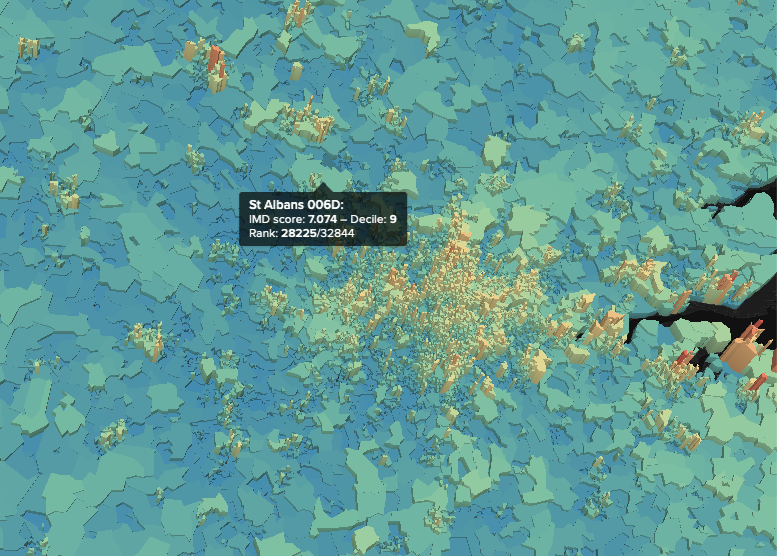 St Albans 006D:
IMD score: 7.074 – Decile: 9
Rank: 28225/32844